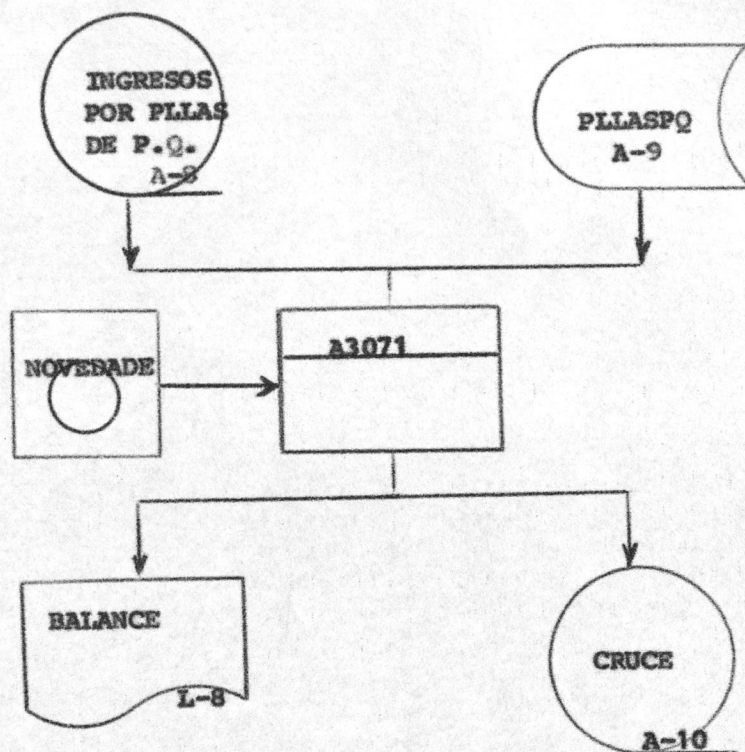 INGRESOS
POR PLLAS
DE P.Q.
A-8
PLLASPQ
A-9
NOVEDADE
A3071
BALANCE
L-8
CRUCE
A-10